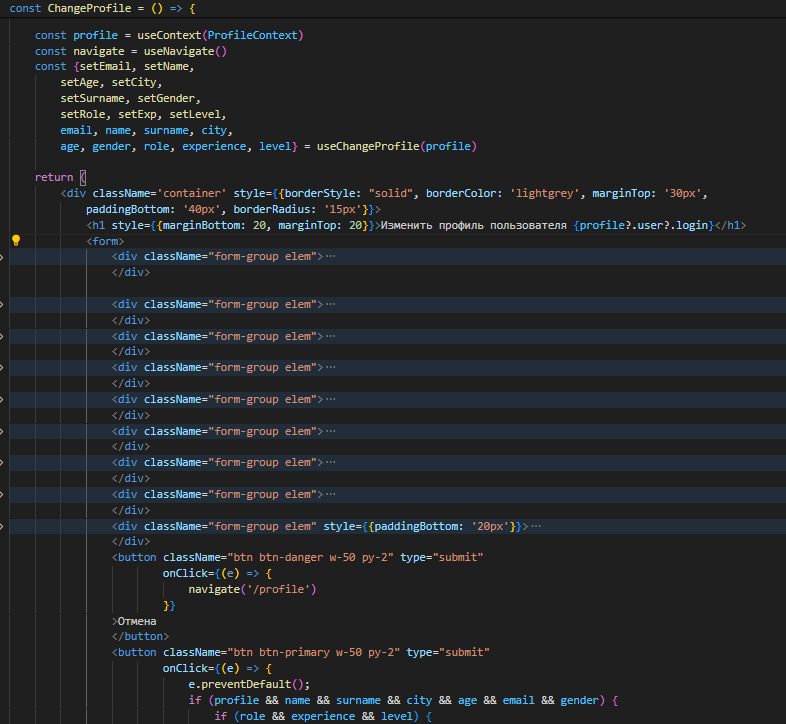 const ChangeProfile = () => {
const profile = useContext(ProfileContext)
const navigate = useNavigate()
const {setEmail, setName,
setAge, setCity,
setSurname, setGender,
setRole, setExp, setLevel,
email, name, surname, city,
age, gender, role, experience, level} = useChangeProfile(profile)
return (
<div className='container' style={{borderStyle: "solid", borderColor: 'lightgrey', marginTop: '30px',
paddingBottom: '40px', borderRadius: '15px'}}>
<h1 style={{marginBottom: 20, marginTop: 20}}>Изменить профиль пользователя {profile?.user?.login}</h1>
<form>
<div className="form-group elem">…
</div>
<div className="form-group elem">…
</div>
<div className="form-group elem">…
</div>
<div className="form-group elem">…
</div>
<div className="form-group elem">…
</div>
<div className="form-group elem">…
</div>
<div className="form-group elem">…
</div>
<div className="form-group elem">…
</div>
<div className="form-group elem" style={{paddingBottom: '20px'}}>…
</div>
<button className="btn btn-danger w-50 py-2" type="submit"
onClick={(e) => {
navigate('/profile')
}}
>Отмена
</button>
<button className="btn btn-primary w-50 py-2" type="submit"
onClick={(e) => {
e.preventDefault();
if (profile && name && surname && city && age && email && gender) {
if (role && experience && level) {